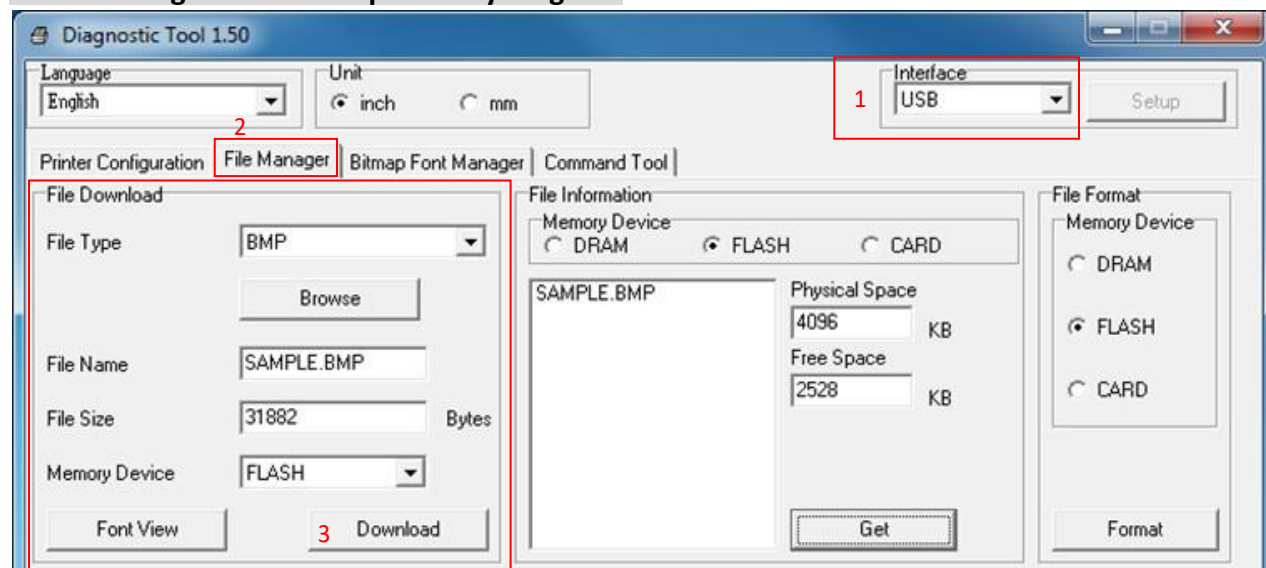 Diagnostic Tool 1.50
Language
English
Unit
inch
mm
1
Interface
USB
Setup
2
Printer Configuration
File Manager
Bitmap Font Manager
Command Tool
File Download
File Type
BMP
Browse
File Name
SAMPLE.BMP
File Size
31882
Bytes
Memory Device
FLASH
Font View
3
Download
File Information
Memory Device
DRAM
FLASH
CARD
SAMPLE.BMP
Physical Space
4096
KB
Free Space
2528
KB
Get
File Format
Memory Device
DRAM
FLASH
CARD
Format